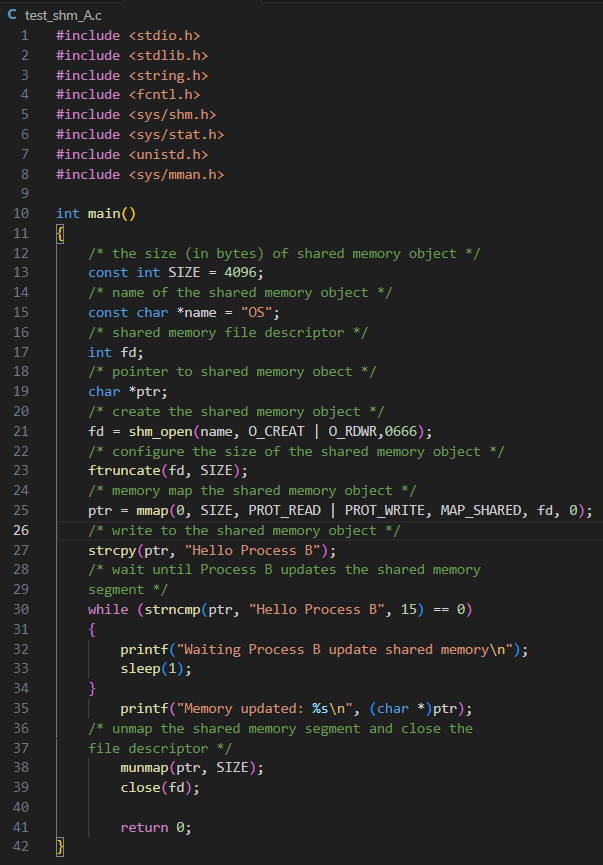 C test_shm_A.c
1 #include <stdio.h>
2 #include <stdlib.h>
3 #include <string.h>
4 #include <fcntl.h>
5 #include <sys/shm.h>
6 #include <sys/stat.h>
7 #include <unistd.h>
8 #include <sys/mman.h>
9
10 int main()
11 {
12     /* the size (in bytes) of shared memory object */
13     const int SIZE = 4096;
14     /* name of the shared memory object */
15     const char *name = "OS";
16     /* shared memory file descriptor */
17     int fd;
18     /* pointer to shared memory obect */
19     char *ptr;
20     /* create the shared memory object */
21     fd = shm_open(name, O_CREAT | O_RDWR,0666);
22     /* configure the size of the shared memory object */
23     ftruncate(fd, SIZE);
24     /* memory map the shared memory object */
25     ptr = mmap(0, SIZE, PROT_READ | PROT_WRITE, MAP_SHARED, fd, 0);
26     /* write to the shared memory object */
27     strcpy(ptr, "Hello Process B");
28     /* wait until Process B updates the shared memory
29     segment */
30     while (strncmp(ptr, "Hello Process B", 15) == 0)
31     {
32         printf("Waiting Process B update shared memory\n");
33         sleep(1);
34     }
35         printf("Memory updated: %s\n", (char *)ptr);
36     /* unmap the shared memory segment and close the
37     file descriptor */
38         munmap(ptr, SIZE);
39         close(fd);
40
41         return 0;
42 }